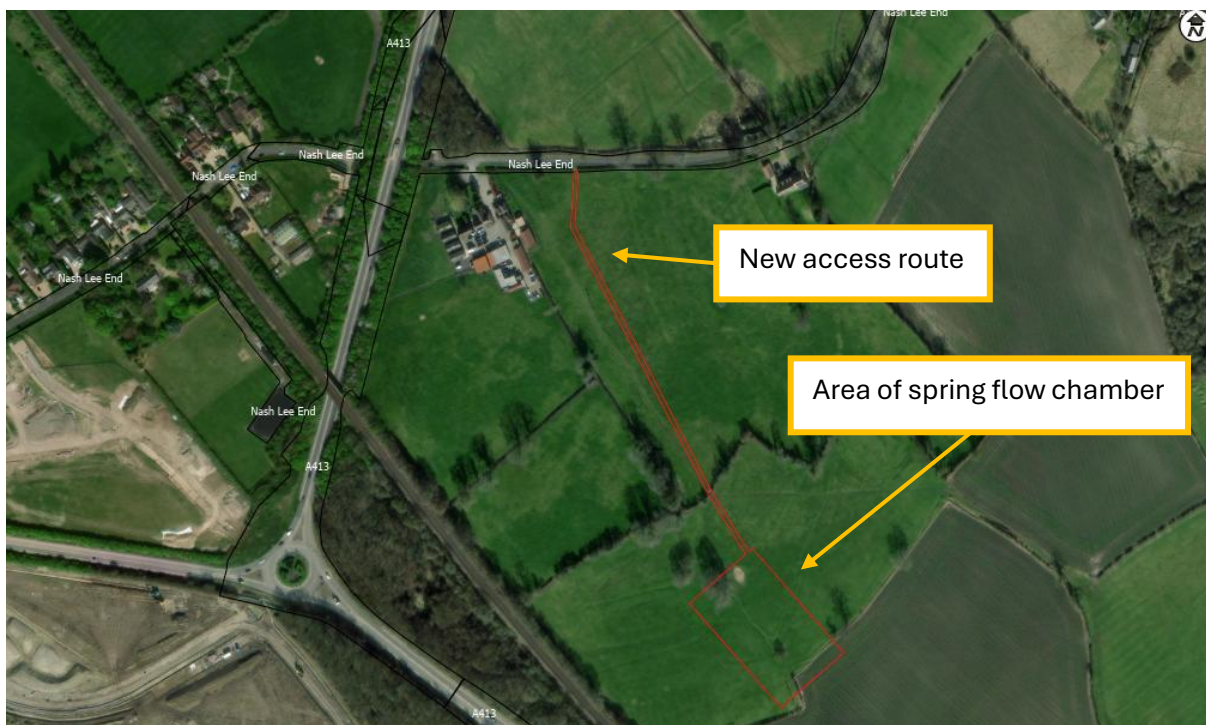 Nash Lee End
N
A413
Nash Lee End
Nash Lee End
Nash Lee End
New access route
Nash Lee End
Area of spring flow chamber
Nash Lee End
A413
A413